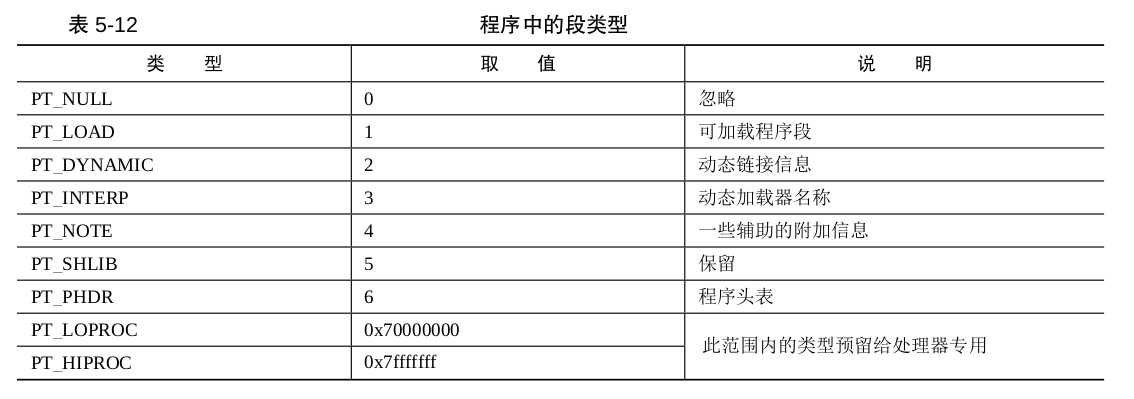 表 5-12 程序中的段类型
类 型 取 值 说 明
PT_NULL 0 忽略
PT_LOAD 1 可加载程序段
PT_DYNAMIC 2 动态链接信息
PT_INTERP 3 动态加载器名称
PT_NOTE 4 一些辅助的附加信息
PT_SHLIB 5 保留
PT_PHDR 6 程序头表
PT_LOPROC 0x70000000
此范围内的类型预留给处理器专用
PT_HIPROC 0x7fffffff